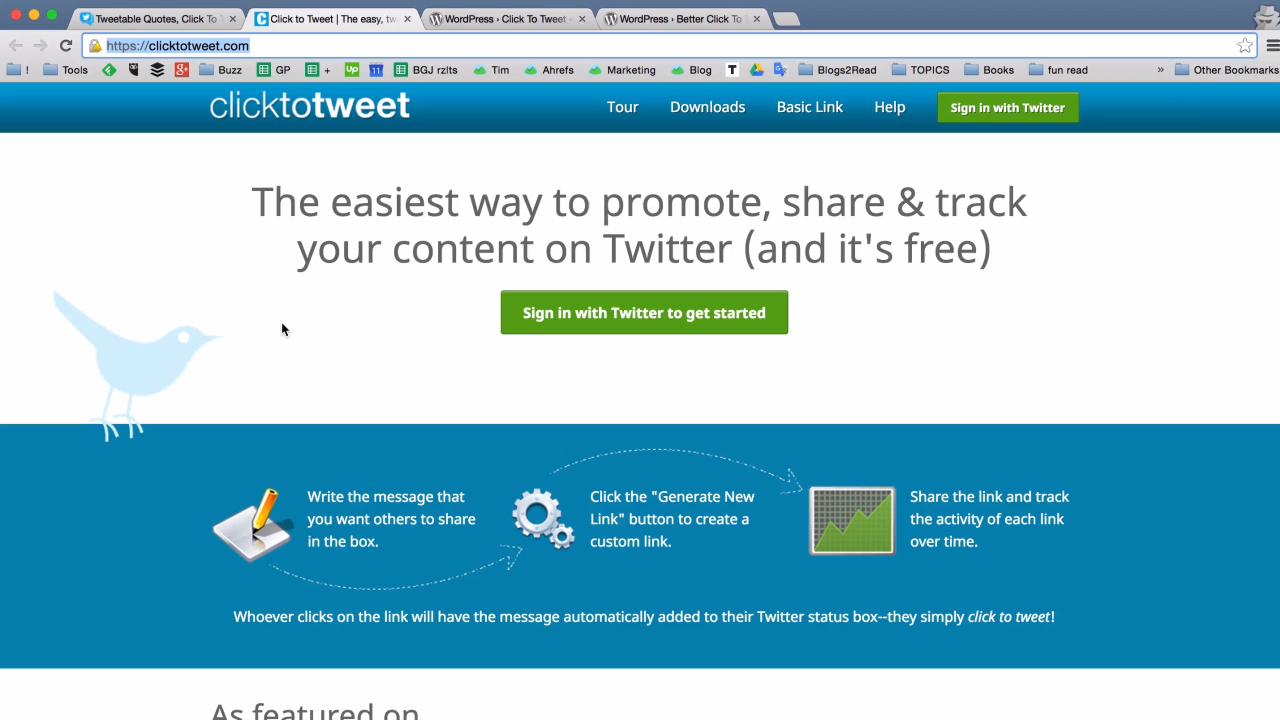 Tweetable Quotes, Click To
Click to Tweet | The easy, tw
WordPress › Click To Tweet
WordPress › Better Click To
https://clicktotweet.com
!
Tools
Buzz
GP
+
Up
11
BGJ rzlts
Tim
Ahrefs
Marketing
Blog
T
Blogs2Read
TOPICS
Books
fun read
»
Other Bookmarks
clicktotweet
Tour
Downloads
Basic Link
Help
Sign in with Twitter
The easiest way to promote, share & track
your content on Twitter (and it's free)
Sign in with Twitter to get started
Write the message that
you want others to share
in the box.
Click the "Generate New
Link" button to create a
custom link.
Share the link and track
the activity of each link
over time.
Whoever clicks on the link will have the message automatically added to their Twitter status box--they simply click to tweet!
As featured on